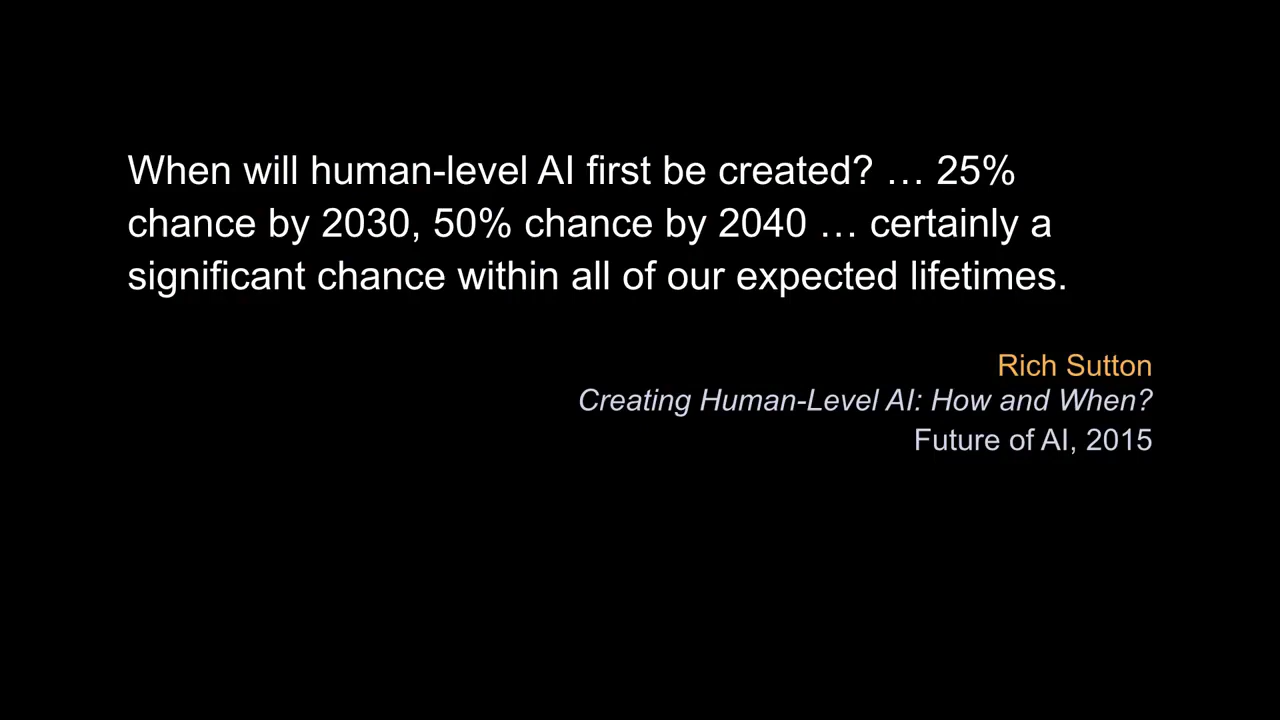 When will human-level AI first be created? … 25%
chance by 2030, 50% chance by 2040 … certainly a
significant chance within all of our expected lifetimes.
Rich Sutton
Creating Human-Level AI: How and When?
Future of AI, 2015